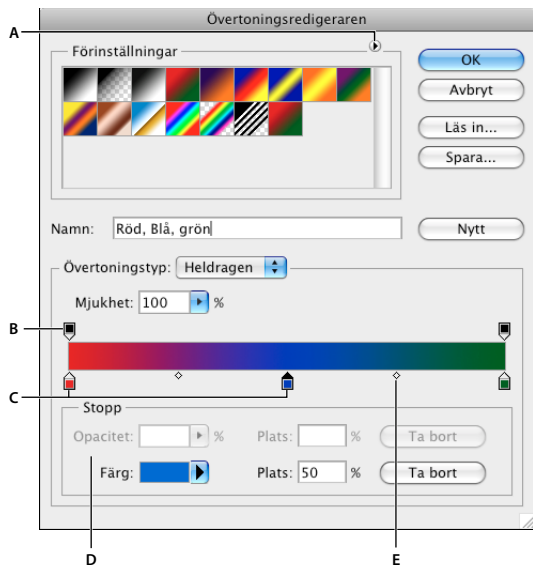 Övertoningsredigeraren
A
Förinställningar
OK
Avbryt
Läs in...
Spara...
Namn: Röd, Blå, grön Nytt
Övertoningstyp: Heldragen
Mjukhet: 100 %
B
C
Stopp
Opacitet: % Plats: % Ta bort
Färg: Plats: 50 % Ta bort
D E